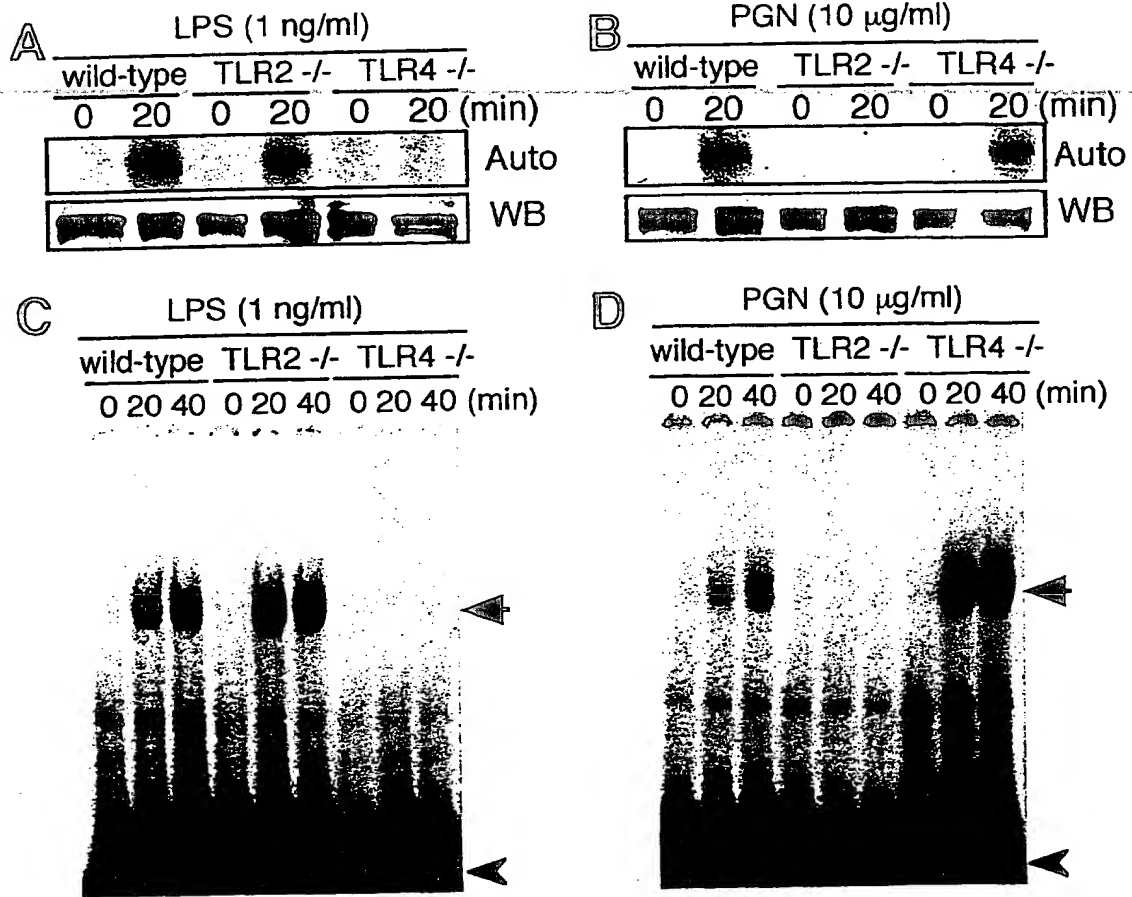 A
LPS (1 ng/ml)
wild-type TLR2 -/- TLR4 -/-
0 20 0 20 0 20 (min)
Auto
WB
B
PGN (10 µg/ml)
wild-type TLR2 -/- TLR4 -/-
0 20 0 20 0 20 (min)
Auto
WB
C
LPS (1 ng/ml)
wild-type TLR2 -/- TLR4 -/-
0 20 40 0 20 40 0 20 40 (min)
D
PGN (10 µg/ml)
wild-type TLR2 -/- TLR4 -/-
0 20 40 0 20 40 0 20 40 (min)